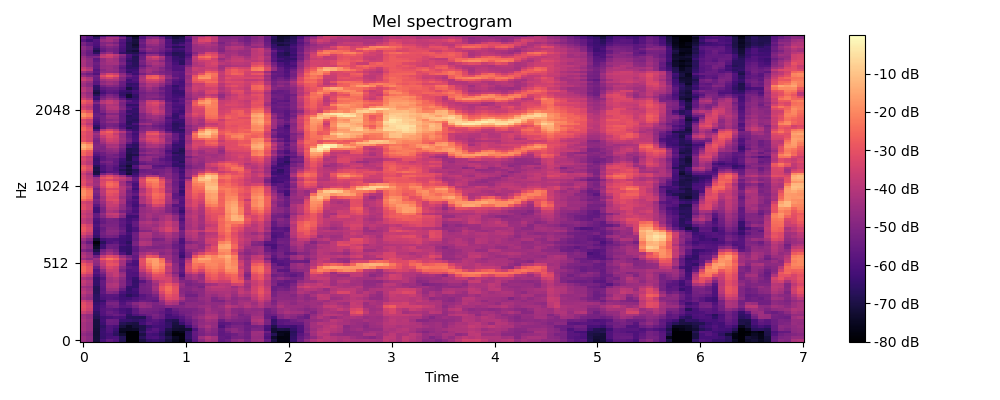 Mel spectrogram
Hz
2048
1024
512
0
0 1 2 3 4 5 6 7
Time
-10 dB
-20 dB
-30 dB
-40 dB
-50 dB
-60 dB
-70 dB
-80 dB